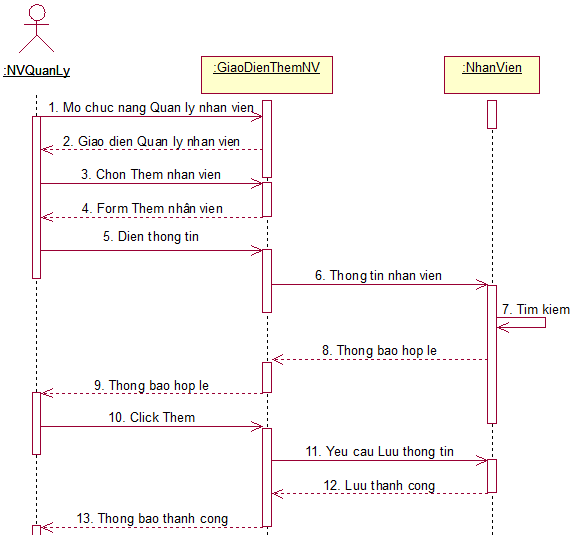 :NVQuanLy
:GiaoDienThemNV
:NhanVien
1. Mo chuc nang Quan ly nhan vien
2. Giao dien Quan ly nhan vien
3. Chon Them nhan vien
4. Form Them nhân vien
5. Dien thong tin
6. Thong tin nhan vien
7. Tim kiem
8. Thong bao hop le
9. Thong bao hop le
10. Click Them
11. Yeu cau Luu thong tin
12. Luu thanh cong
13. Thong bao thanh cong